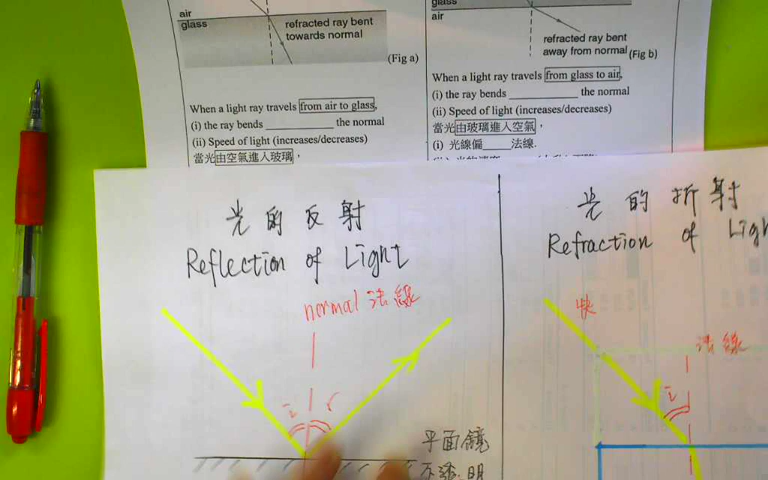 air
glass
refracted ray bent
towards normal
(Fig a)
When a light ray travels from air to glass,
(i) the ray bends ____________ the normal
(ii) Speed of light (increases/decreases)
當光由空氣進入玻璃,
glass
air
refracted ray bent
away from normal
(Fig b)
When a light ray travels from glass to air,
(i) the ray bends ____________ the normal
(ii) Speed of light (increases/decreases)
當光由玻璃進入空氣,
(i) 光線偏_____法線.
光的反射
Reflection of Light
normal 法線
i
r
平面鏡
不透明
光的折射
Refraction of Ligh
快
法線
i